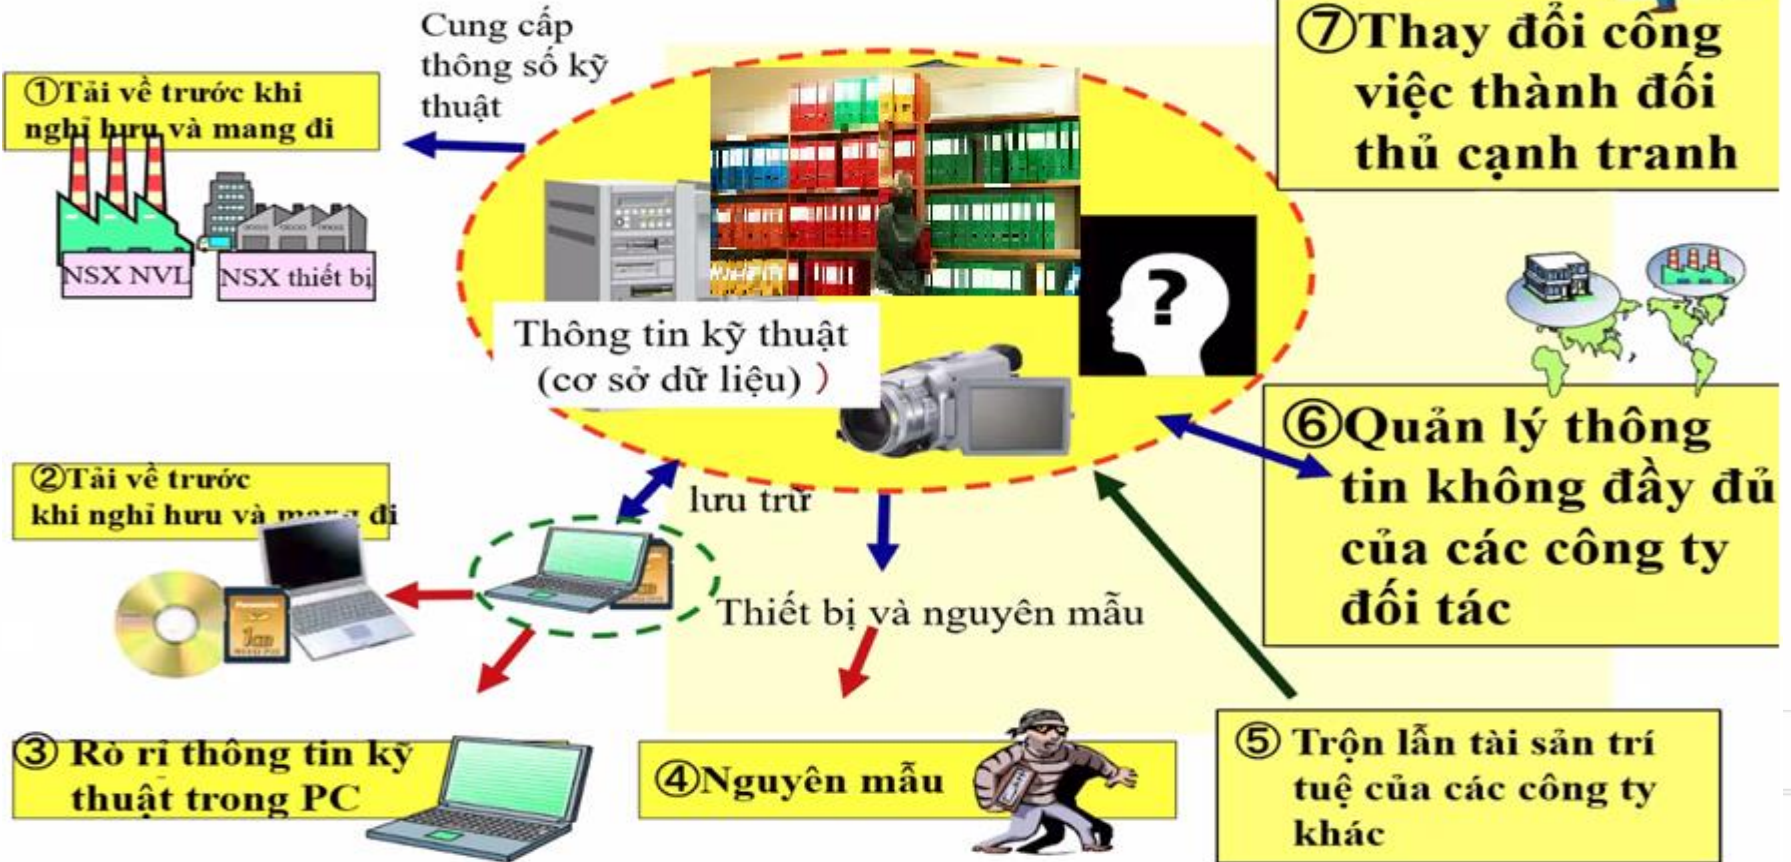 Cung cấp
thông số kỹ
thuật
①Tải về trước khi
nghỉ hưu và mang đi
NSX NVL
NSX thiết bị
⑦Thay đổi công
việc thành đối
thủ cạnh tranh
?
Thông tin kỹ thuật
(cơ sở dữ liệu) )
⑥Quản lý thông
tin không đầy đủ
của các công ty
đối tác
②Tải về trước
khi nghỉ hưu và mang đi
lưu trữ
Panasonic
Thiết bị và nguyên mẫu
③ Rò rỉ thông tin kỹ
thuật trong PC
④Nguyên mẫu
⑤ Trộn lẫn tài sản trí
tuệ của các công ty
khác